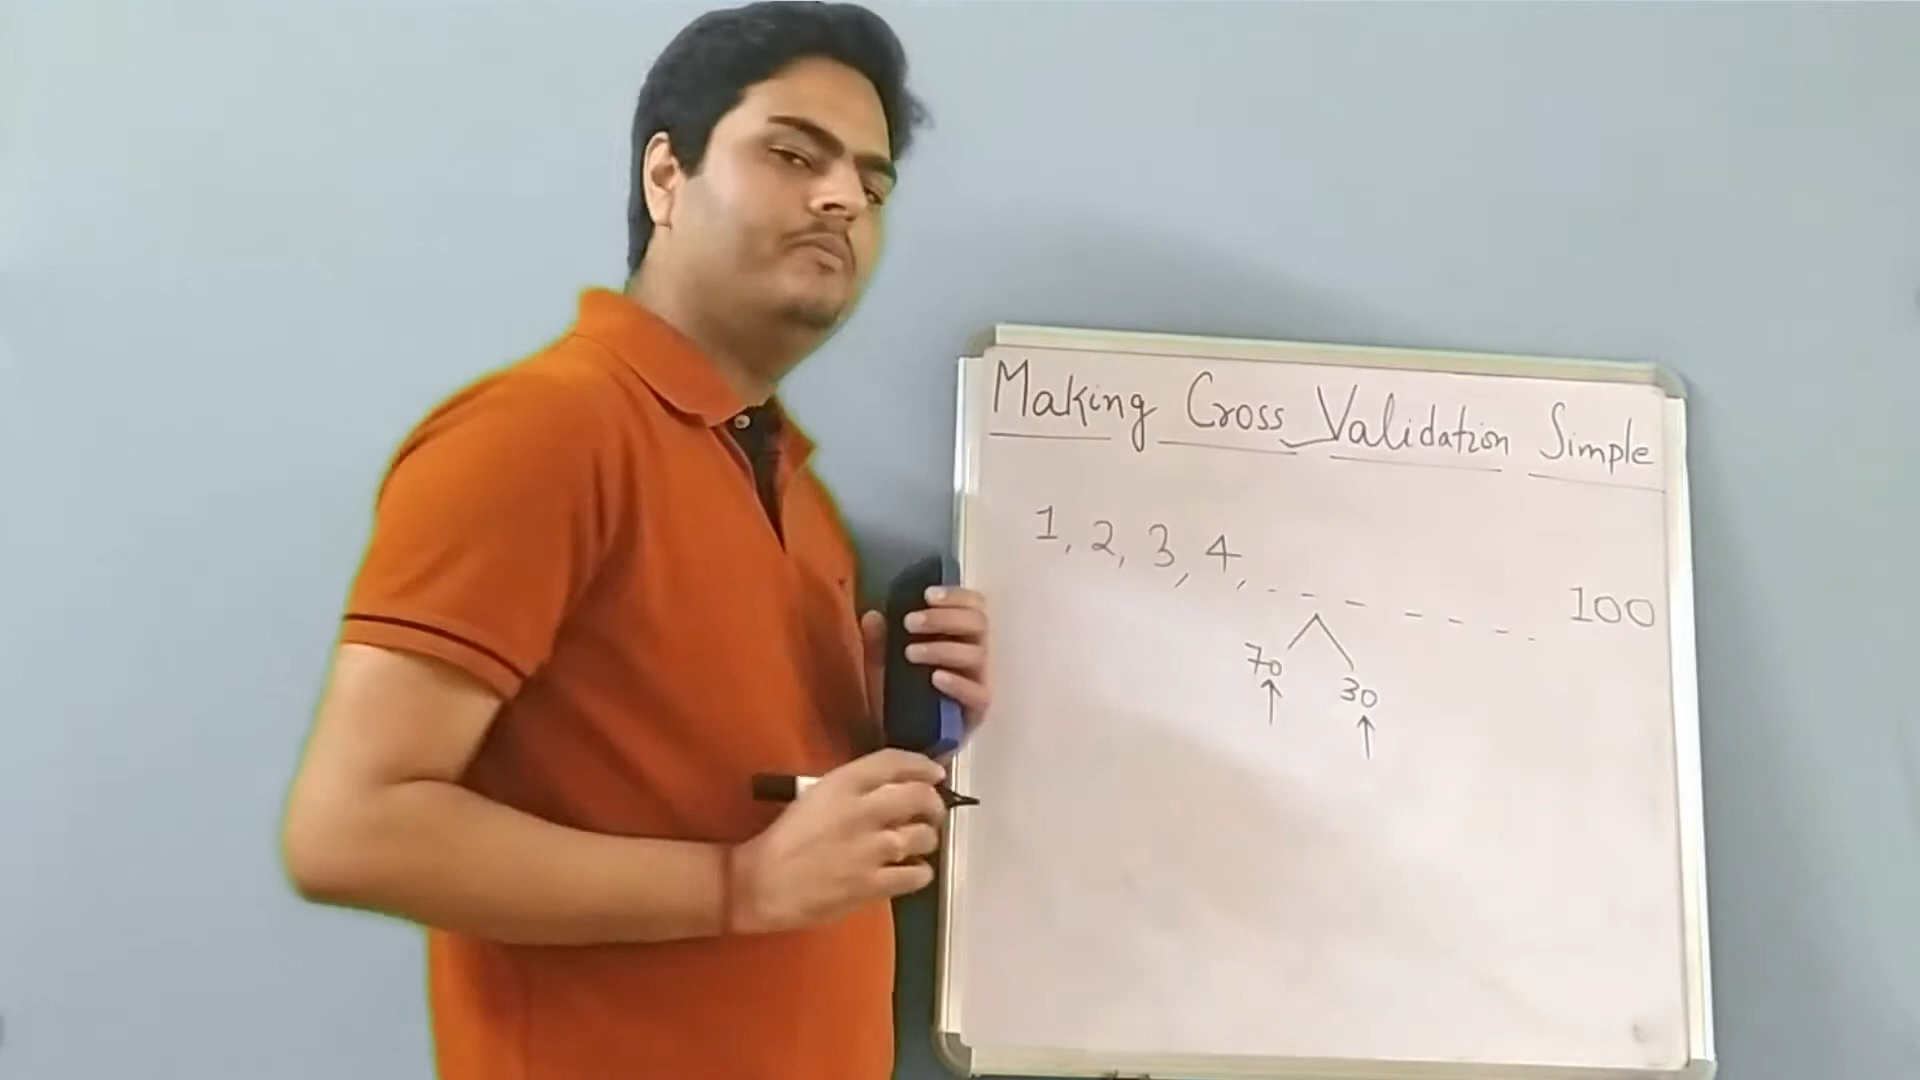 Making Cross Validation Simple
1, 2, 3, 4, - - - - - - - 100
70 30